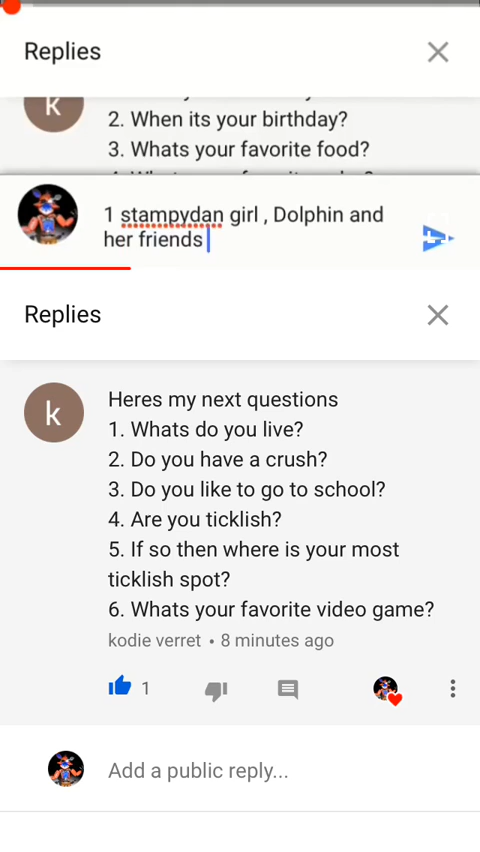 Replies
k
2. When its your birthday?
3. Whats your favorite food?
1 stampydan girl , Dolphin and
her friends
Replies
k
Heres my next questions
1. Whats do you live?
2. Do you have a crush?
3. Do you like to go to school?
4. Are you ticklish?
5. If so then where is your most
ticklish spot?
6. Whats your favorite video game?
kodie verret • 8 minutes ago
1
Add a public reply...